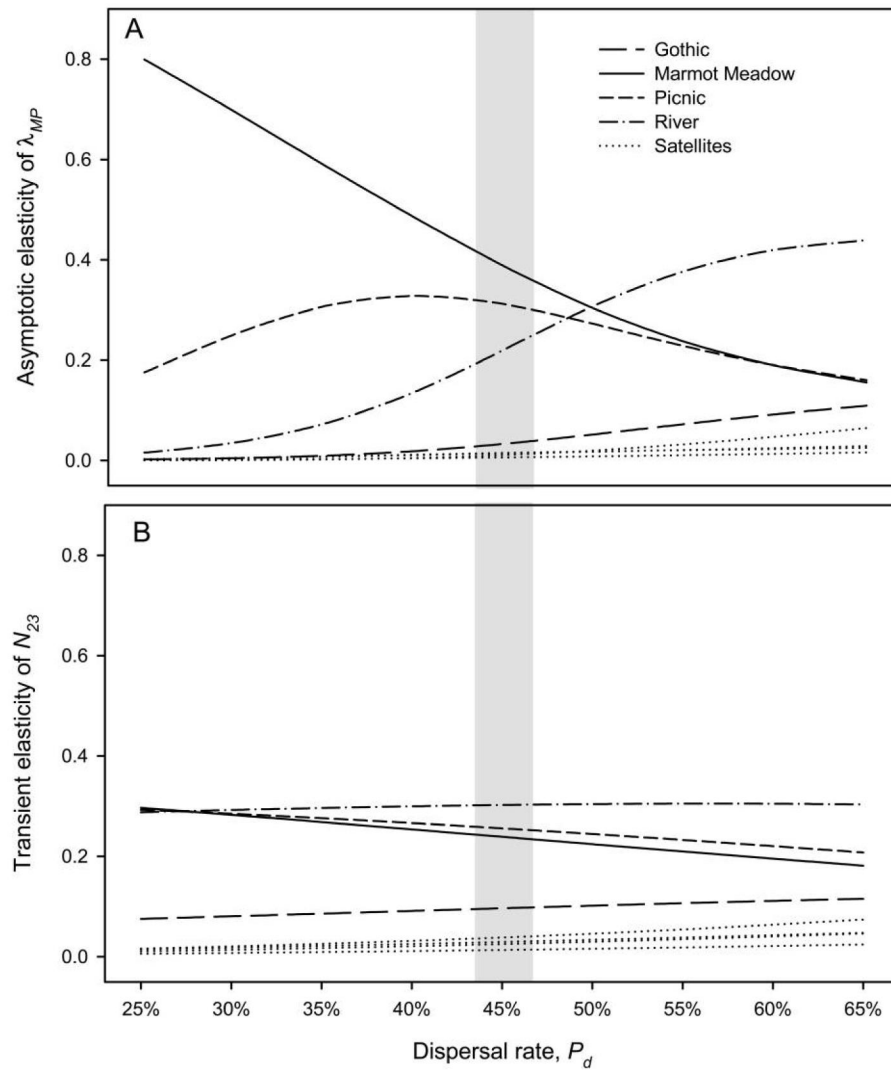 A
Gothic
Marmot Meadow
Picnic
River
Satellites
Asymptotic elasticity of λMP
0.8
0.6
0.4
0.2
0.0
B
Transient elasticity of N23
0.8
0.6
0.4
0.2
0.0
25% 30% 35% 40% 45% 50% 55% 60% 65%
Dispersal rate, Pd